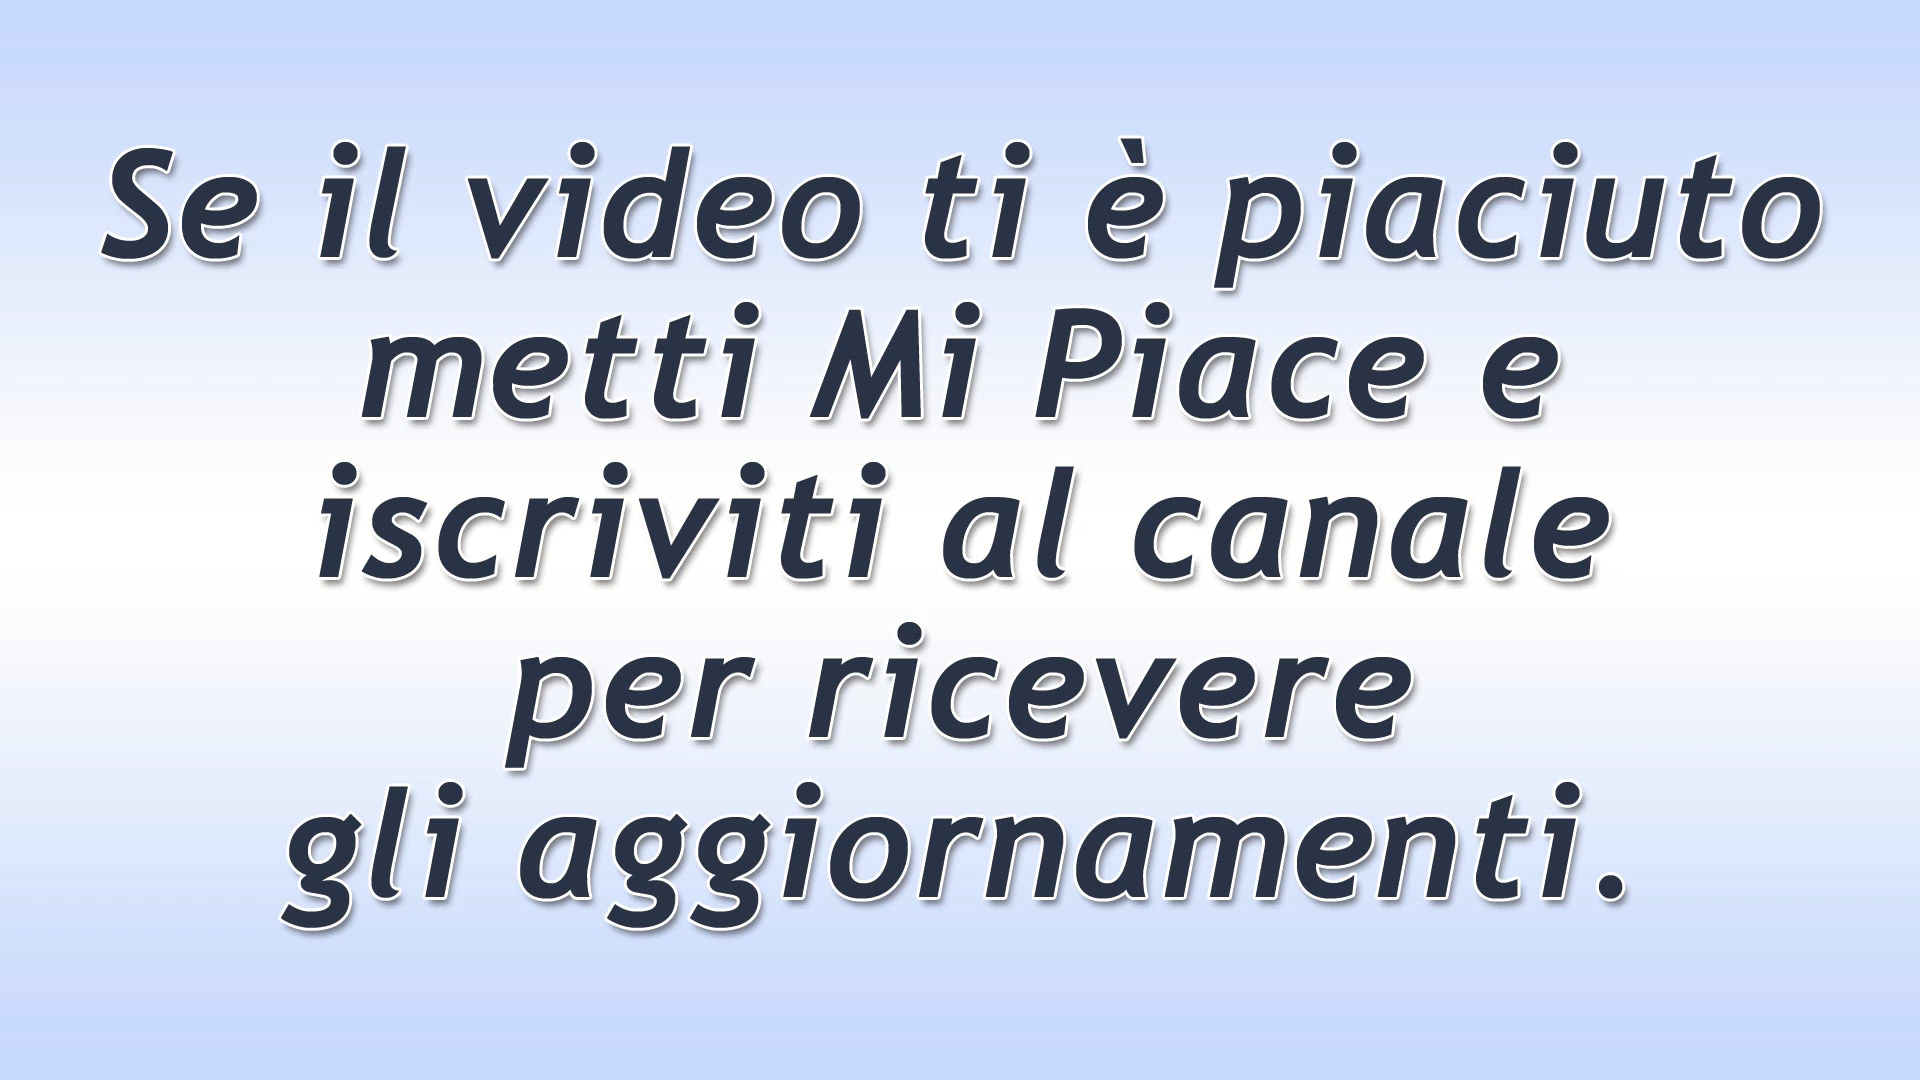 Se il video ti è piaciuto
metti Mi Piace e
iscriviti al canale
per ricevere
gli aggiornamenti.